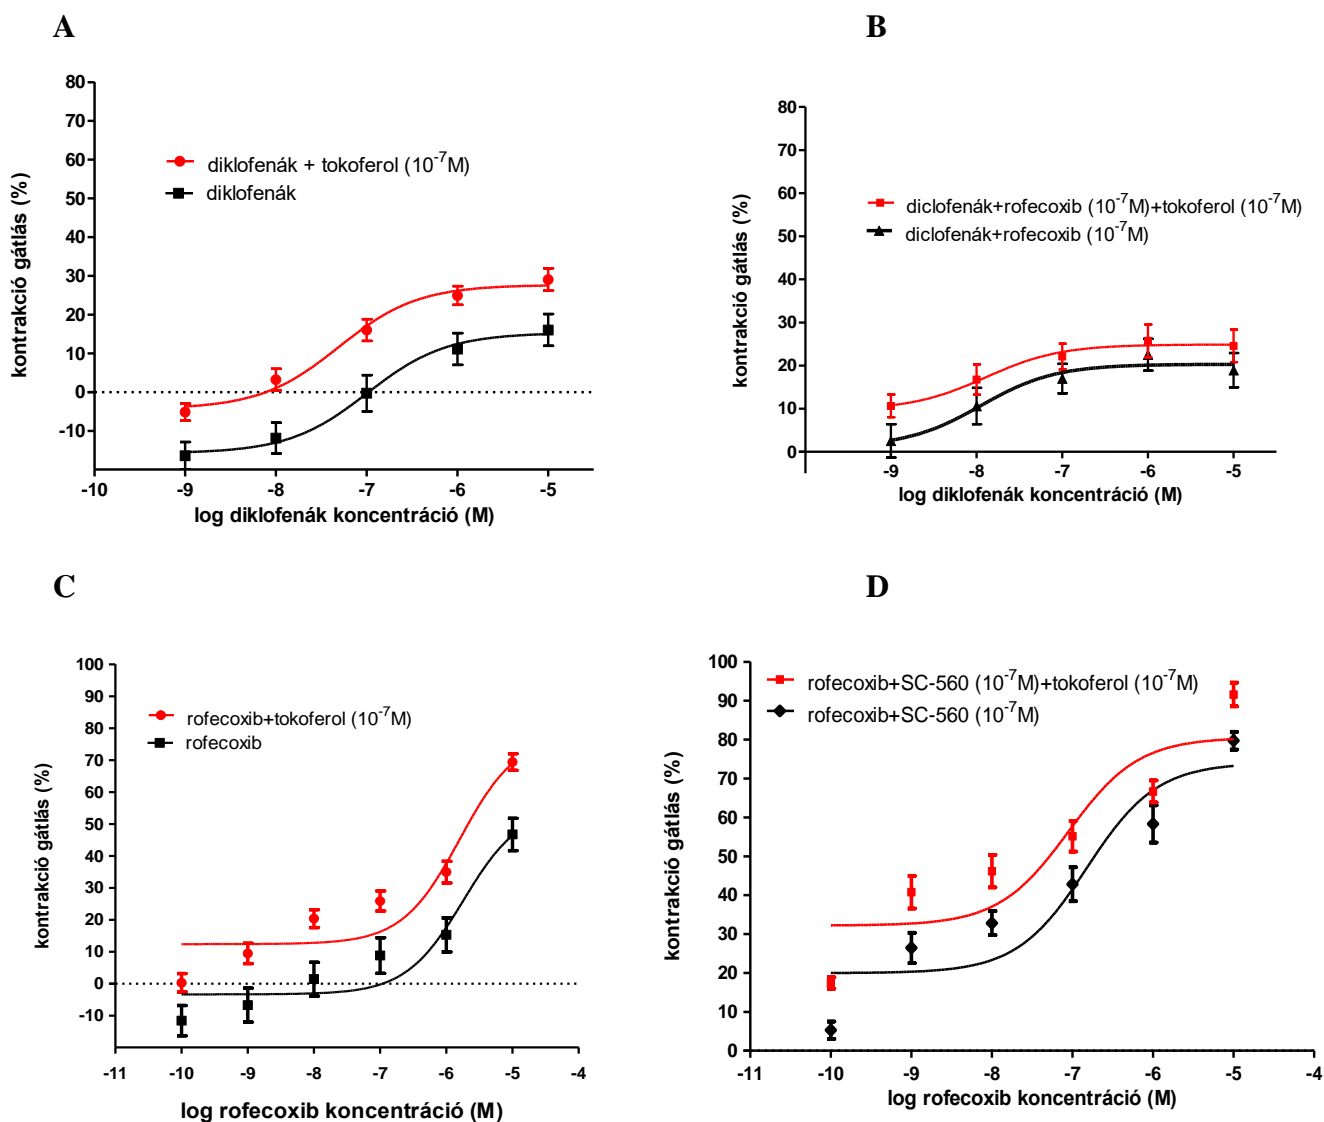 A
80
70
60
50
40
30
20
10
0
-10
-10 -9 -8 -7 -6 -5
kontrakció gátlás (%)
diklofenák + tokoferol (10⁻⁷M)
diklofenák
log diklofenák koncentráció (M)
B
80
70
60
50
40
30
20
10
0
-9 -8 -7 -6 -5
kontrakció gátlás (%)
diclofenák+rofecoxib (10⁻⁷M)+tokoferol (10⁻⁷M)
diclofenák+rofecoxib (10⁻⁷M)
log diklofenák koncentráció (M)
C
100
90
80
70
60
50
40
30
20
10
0
-10
-11 -10 -9 -8 -7 -6 -5 -4
kontrakció gátlás (%)
rofecoxib+tokoferol (10⁻⁷M)
rofecoxib
log rofecoxib koncentráció (M)
D
100
90
80
70
60
50
40
30
20
10
0
-11 -10 -9 -8 -7 -6 -5 -4
kontrakció gátlás (%)
rofecoxib+SC-560 (10⁻⁷M)+tokoferol (10⁻⁷M)
rofecoxib+SC-560 (10⁻⁷M)
log rofecoxib koncentráció (M)